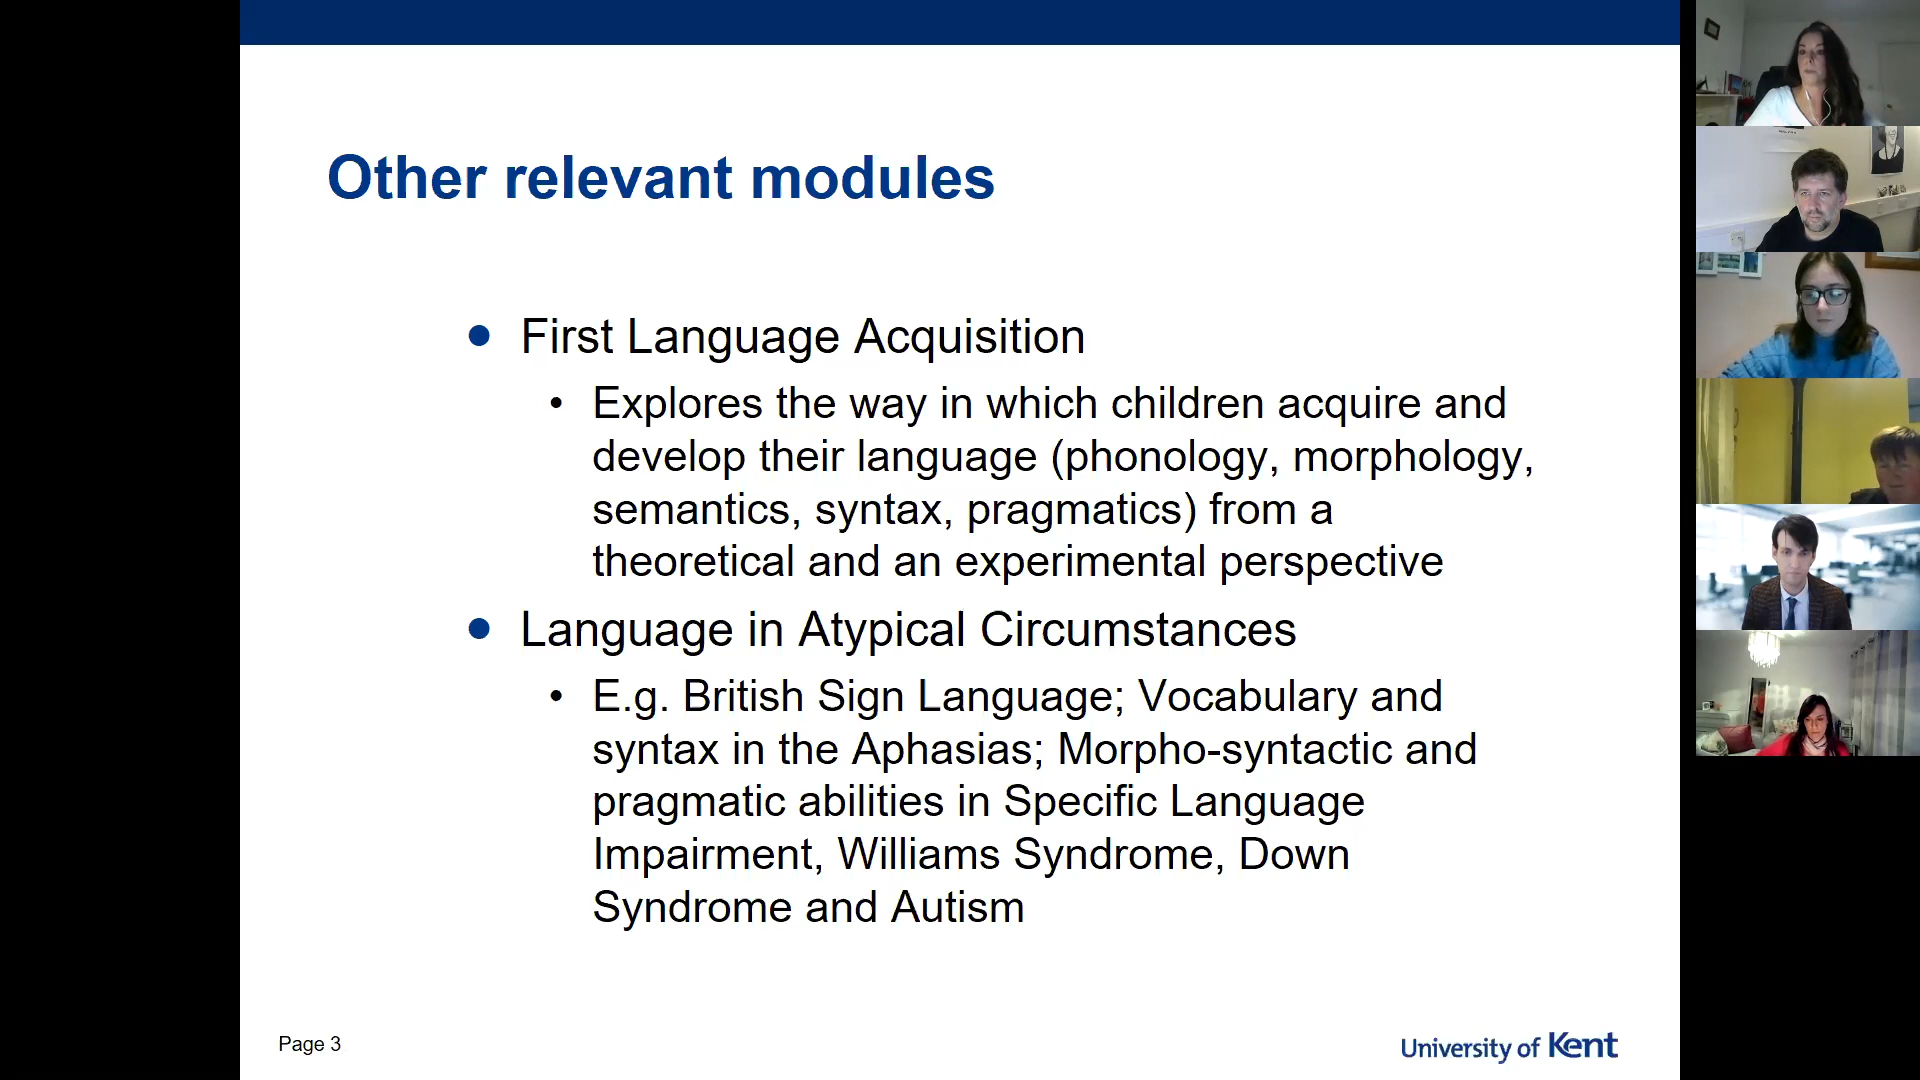 Other relevant modules
• First Language Acquisition
• Explores the way in which children acquire and
develop their language (phonology, morphology,
semantics, syntax, pragmatics) from a
theoretical and an experimental perspective
• Language in Atypical Circumstances
• E.g. British Sign Language; Vocabulary and
syntax in the Aphasias; Morpho-syntactic and
pragmatic abilities in Specific Language
Impairment, Williams Syndrome, Down
Syndrome and Autism
Page 3
University of Kent